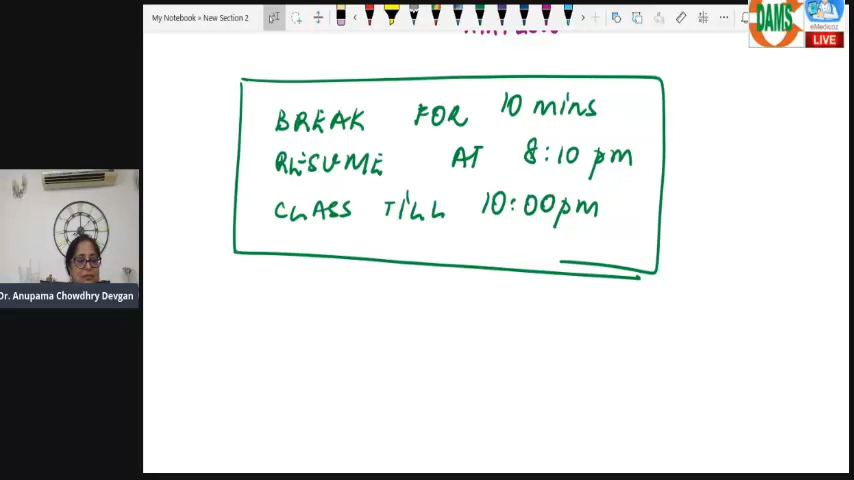 My Notebook » New Section 2
DAMS
eMedicoz
LIVE
BREAK FOR 10 mins
RESUME AT 8:10 pm
CLASS TILL 10:00pm
Dr. Anupama Chowdhry Devgan